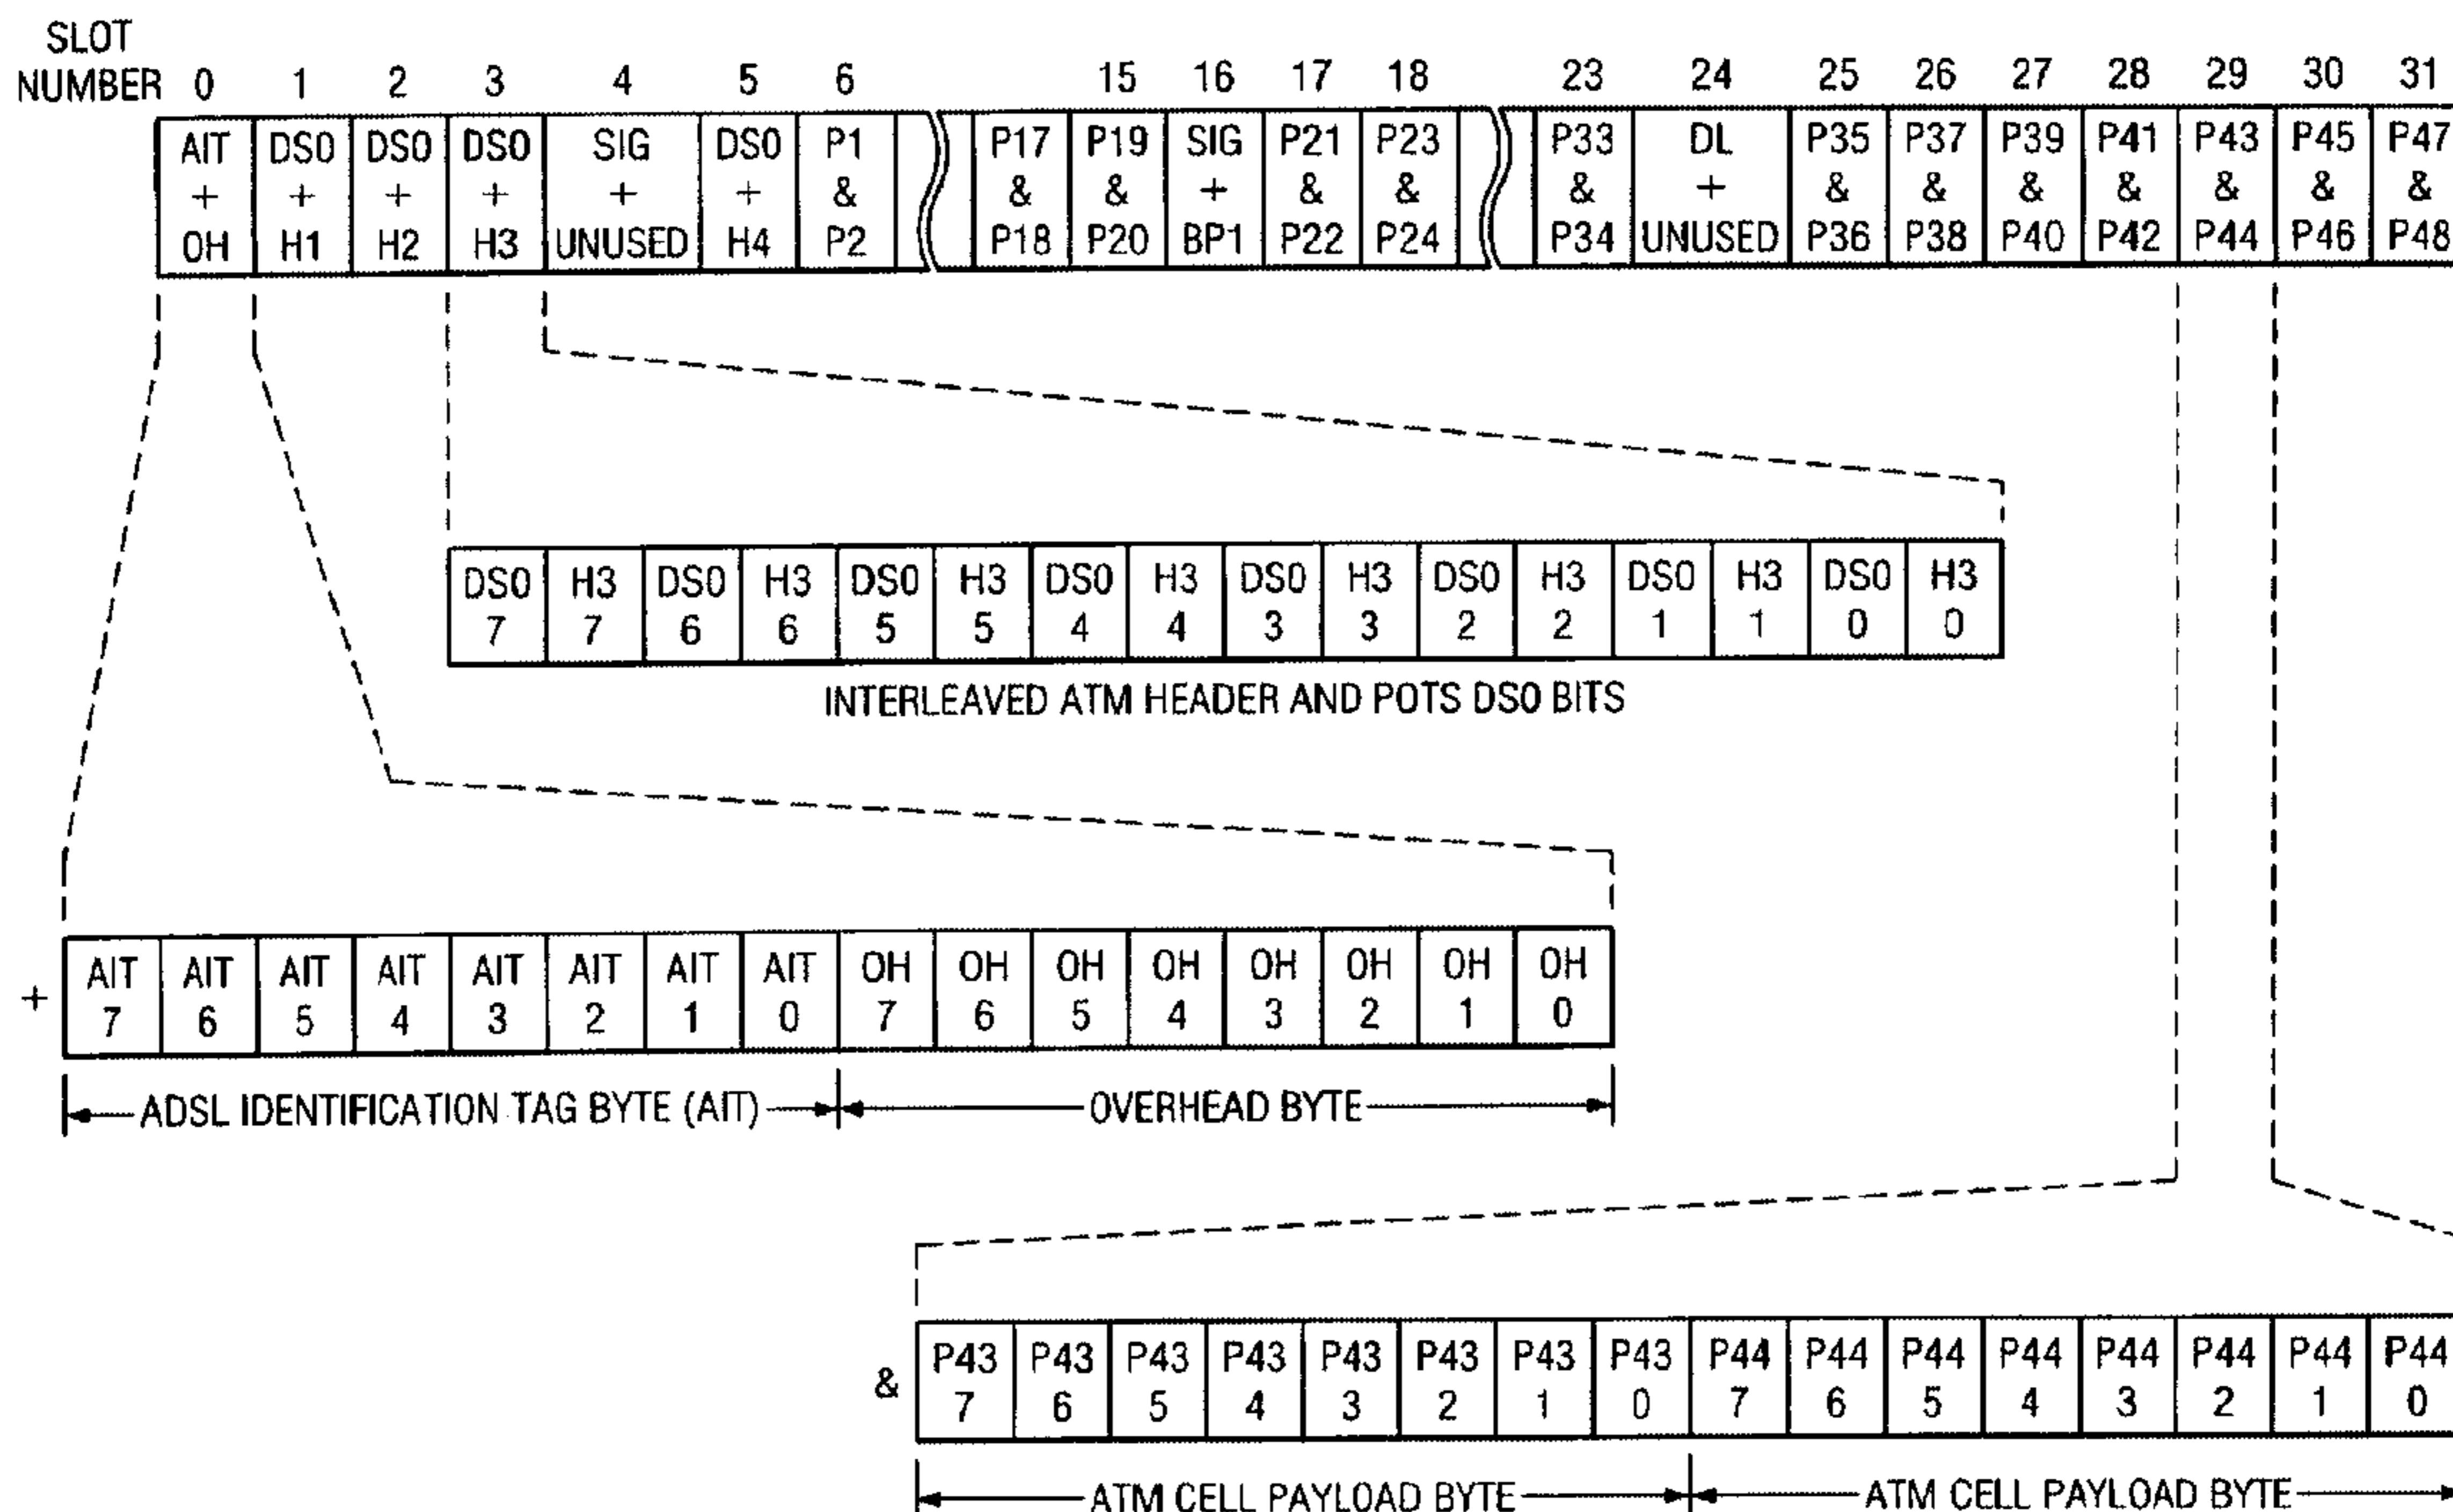 SLOT
NUMBER 0 1 2 3 4 5 6 15 16 17 18 23 24 25 26 27 28 29 30 31
AIT DS0 DS0 DS0 SIG DS0 P1 P17 P19 SIG P21 P23 P33 DL P35 P37 P39 P41 P43 P45 P47
+ + + + + + & & & + & & & + & & & & & & &
OH H1 H2 H3 UNUSED H4 P2 P18 P20 BP1 P22 P24 P34 UNUSED P36 P38 P40 P42 P44 P46 P48
DS0 H3 DS0 H3 DS0 H3 DS0 H3 DS0 H3 DS0 H3 DS0 H3 DS0 H3
7 7 6 6 5 5 4 4 3 3 2 2 1 1 0 0
INTERLEAVED ATM HEADER AND POTS DS0 BITS
+ AIT AIT AIT AIT AIT AIT AIT AIT OH OH OH OH OH OH OH OH
7 6 5 4 3 2 1 0 7 6 5 4 3 2 1 0
ADSL IDENTIFICATION TAG BYTE (AIT) OVERHEAD BYTE
& P43 P43 P43 P43 P43 P43 P43 P43 P44 P44 P44 P44 P44 P44 P44 P44
7 6 5 4 3 2 1 0 7 6 5 4 3 2 1 0
ATM CELL PAYLOAD BYTE ATM CELL PAYLOAD BYTE